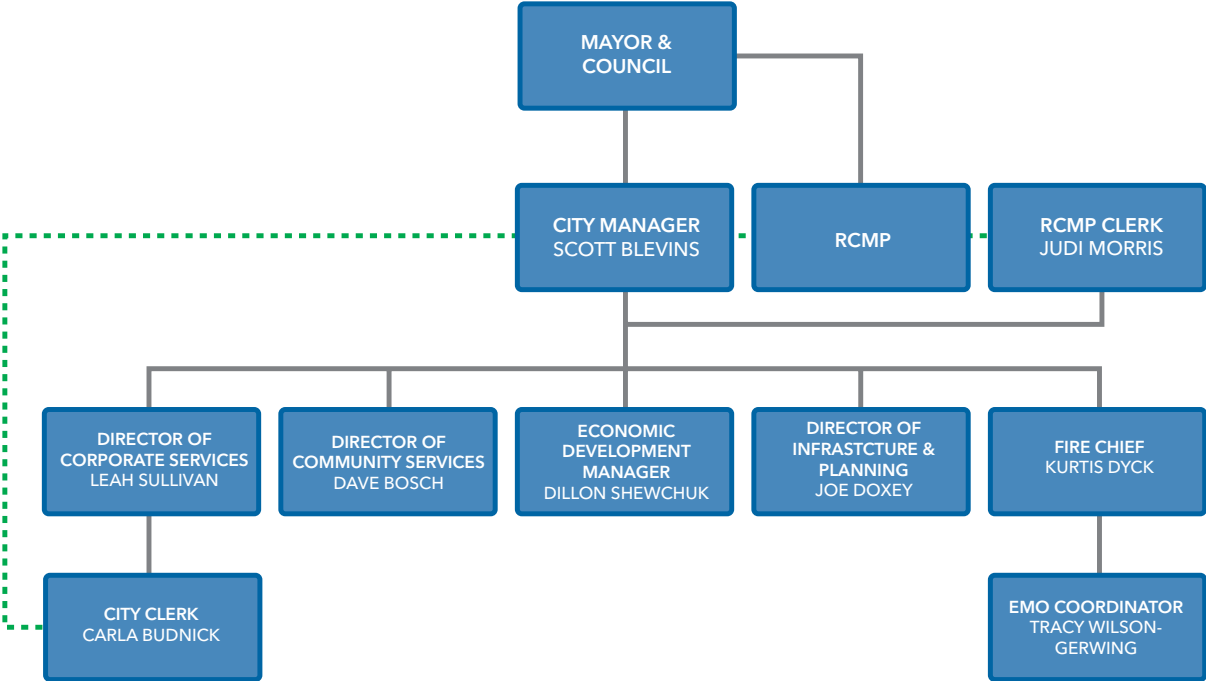 MAYOR &
COUNCIL
CITY MANAGER
SCOTT BLEVINS
RCMP
RCMP CLERK
JUDI MORRIS
DIRECTOR OF
CORPORATE SERVICES
LEAH SULLIVAN
DIRECTOR OF
COMMUNITY SERVICES
DAVE BOSCH
ECONOMIC
DEVELOPMENT
MANAGER
DILLON SHEWCHUK
DIRECTOR OF
INFRASTCTURE &
PLANNING
JOE DOXEY
FIRE CHIEF
KURTIS DYCK
CITY CLERK
CARLA BUDNICK
EMO COORDINATOR
TRACY WILSON-
GERWING